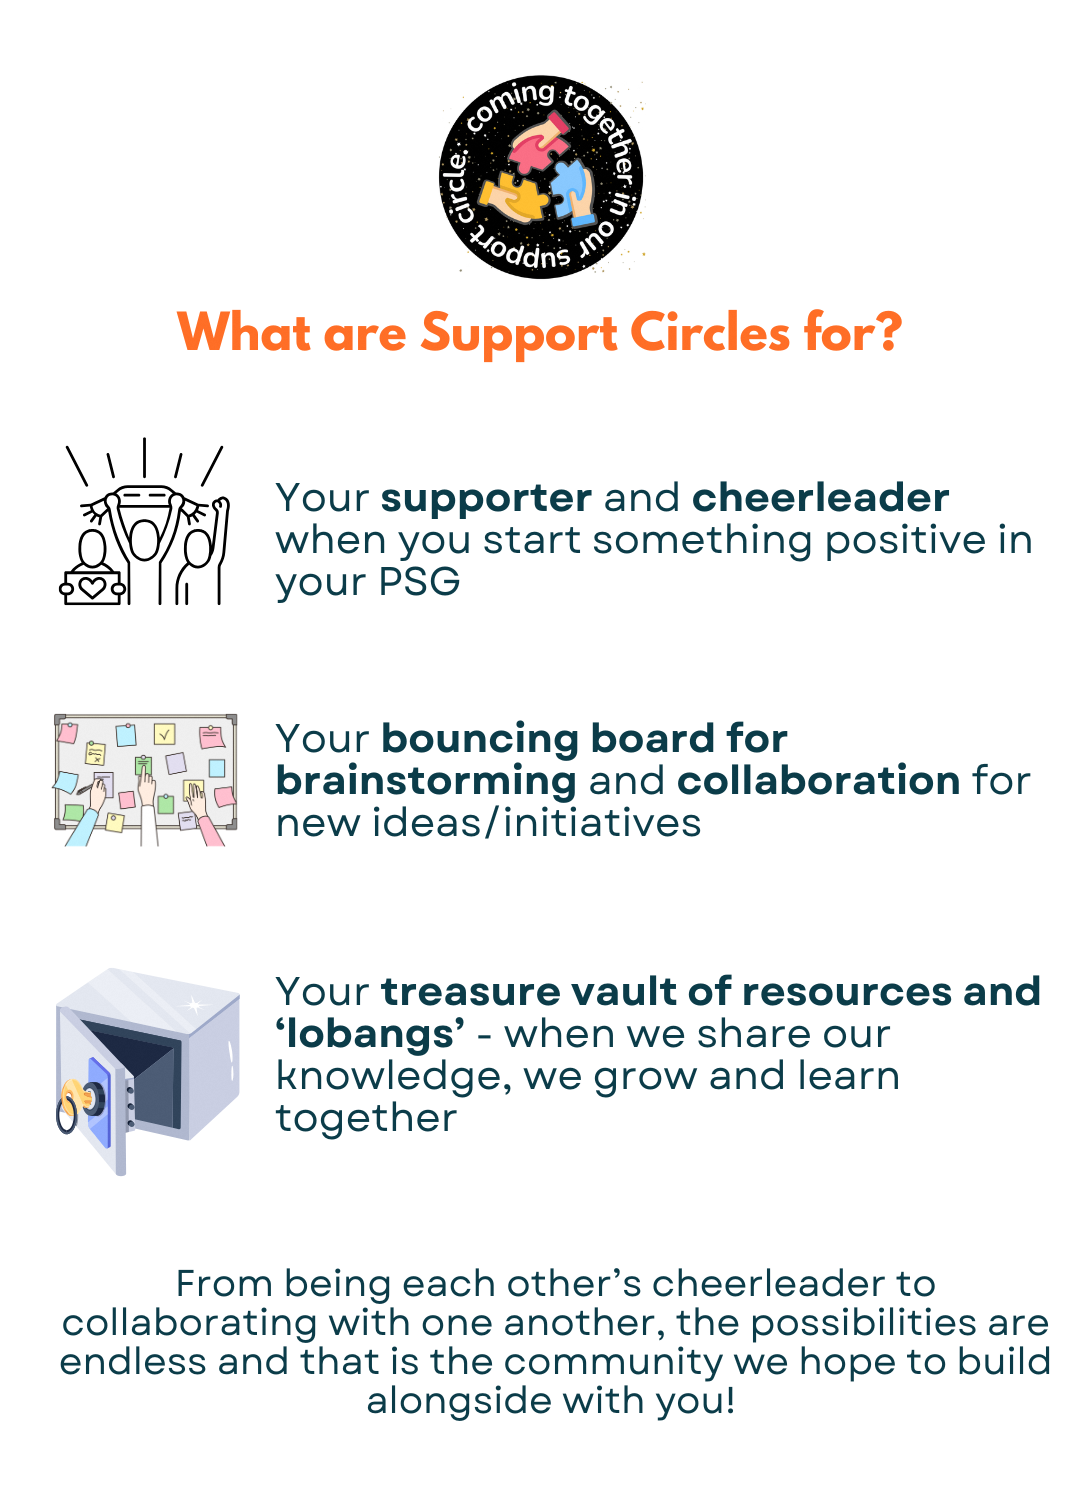 coming together in our support circle.
What are Support Circles for?
Your supporter and cheerleader
when you start something positive in
your PSG
Your bouncing board for
brainstorming and collaboration for
new ideas/initiatives
Your treasure vault of resources and
‘lobangs’ - when we share our
knowledge, we grow and learn
together
From being each other’s cheerleader to
collaborating with one another, the possibilities are
endless and that is the community we hope to build
alongside with you!